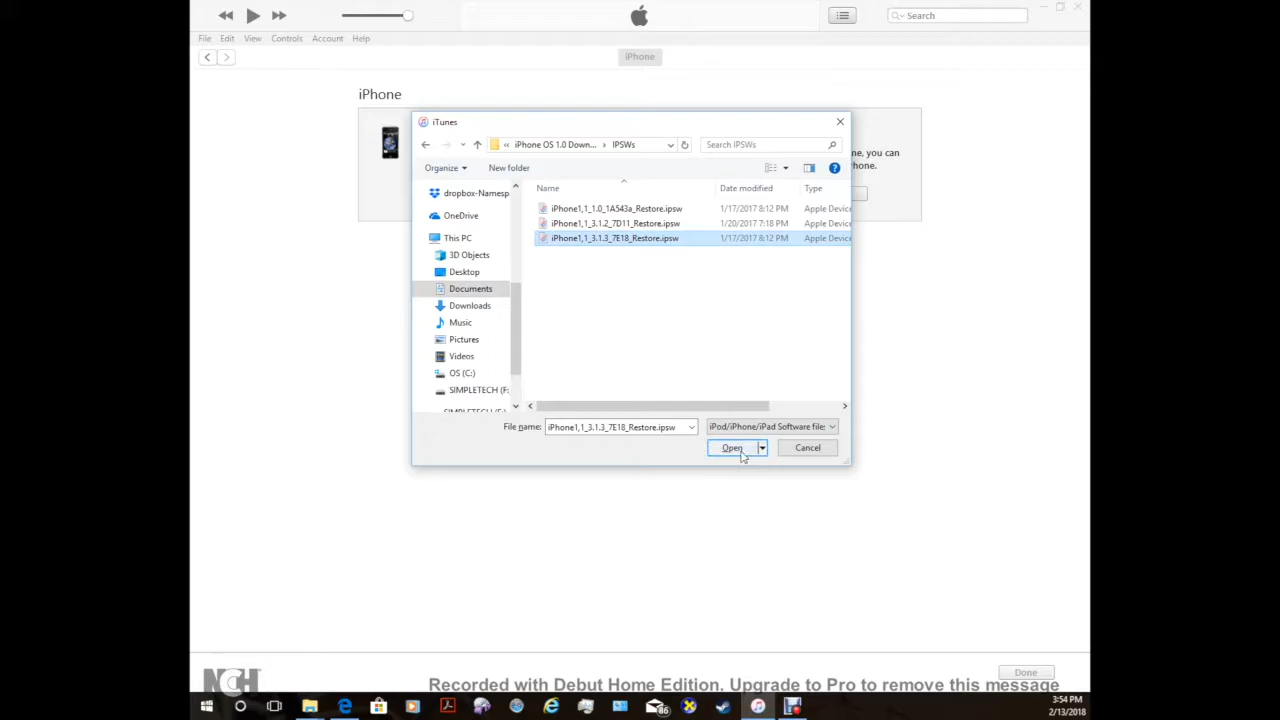 Search
File Edit View Controls Account Help
iPhone
iPhone
iTunes
ne, you can
hone.
« iPhone OS 1.0 Down... › IPSWs
Search IPSWs
Organize
New folder
Name Date modified Type
dropbox-Namesp
OneDrive
This PC
3D Objects
Desktop
Documents
Downloads
Music
Pictures
Videos
OS (C:)
SIMPLETECH (F:
SIMPLETECH (F:)
iPhone1,1_1.0_1A543a_Restore.ipsw 1/17/2017 8:12 PM Apple Device
iPhone1,1_3.1.2_7D11_Restore.ipsw 1/20/2017 7:18 PM Apple Device
iPhone1,1_3.1.3_7E18_Restore.ipsw 1/17/2017 8:12 PM Apple Device
File name: iPhone1,1_3.1.3_7E18_Restore.ipsw iPod/iPhone/iPad Software file:
Open Cancel
Done
NCH
Recorded with Debut Home Edition. Upgrade to Pro to remove this message
86
3:54 PM
2/13/2018